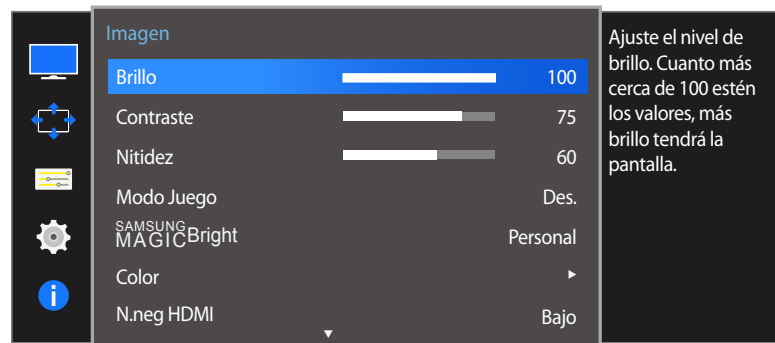 Imagen
Brillo 100
Contraste 75
Nitidez 60
Modo Juego Des.
SAMSUNG
MAGICBright Personal
Color
N.neg HDMI Bajo
Ajuste el nivel de
brillo. Cuanto más
cerca de 100 estén
los valores, más
brillo tendrá la
pantalla.